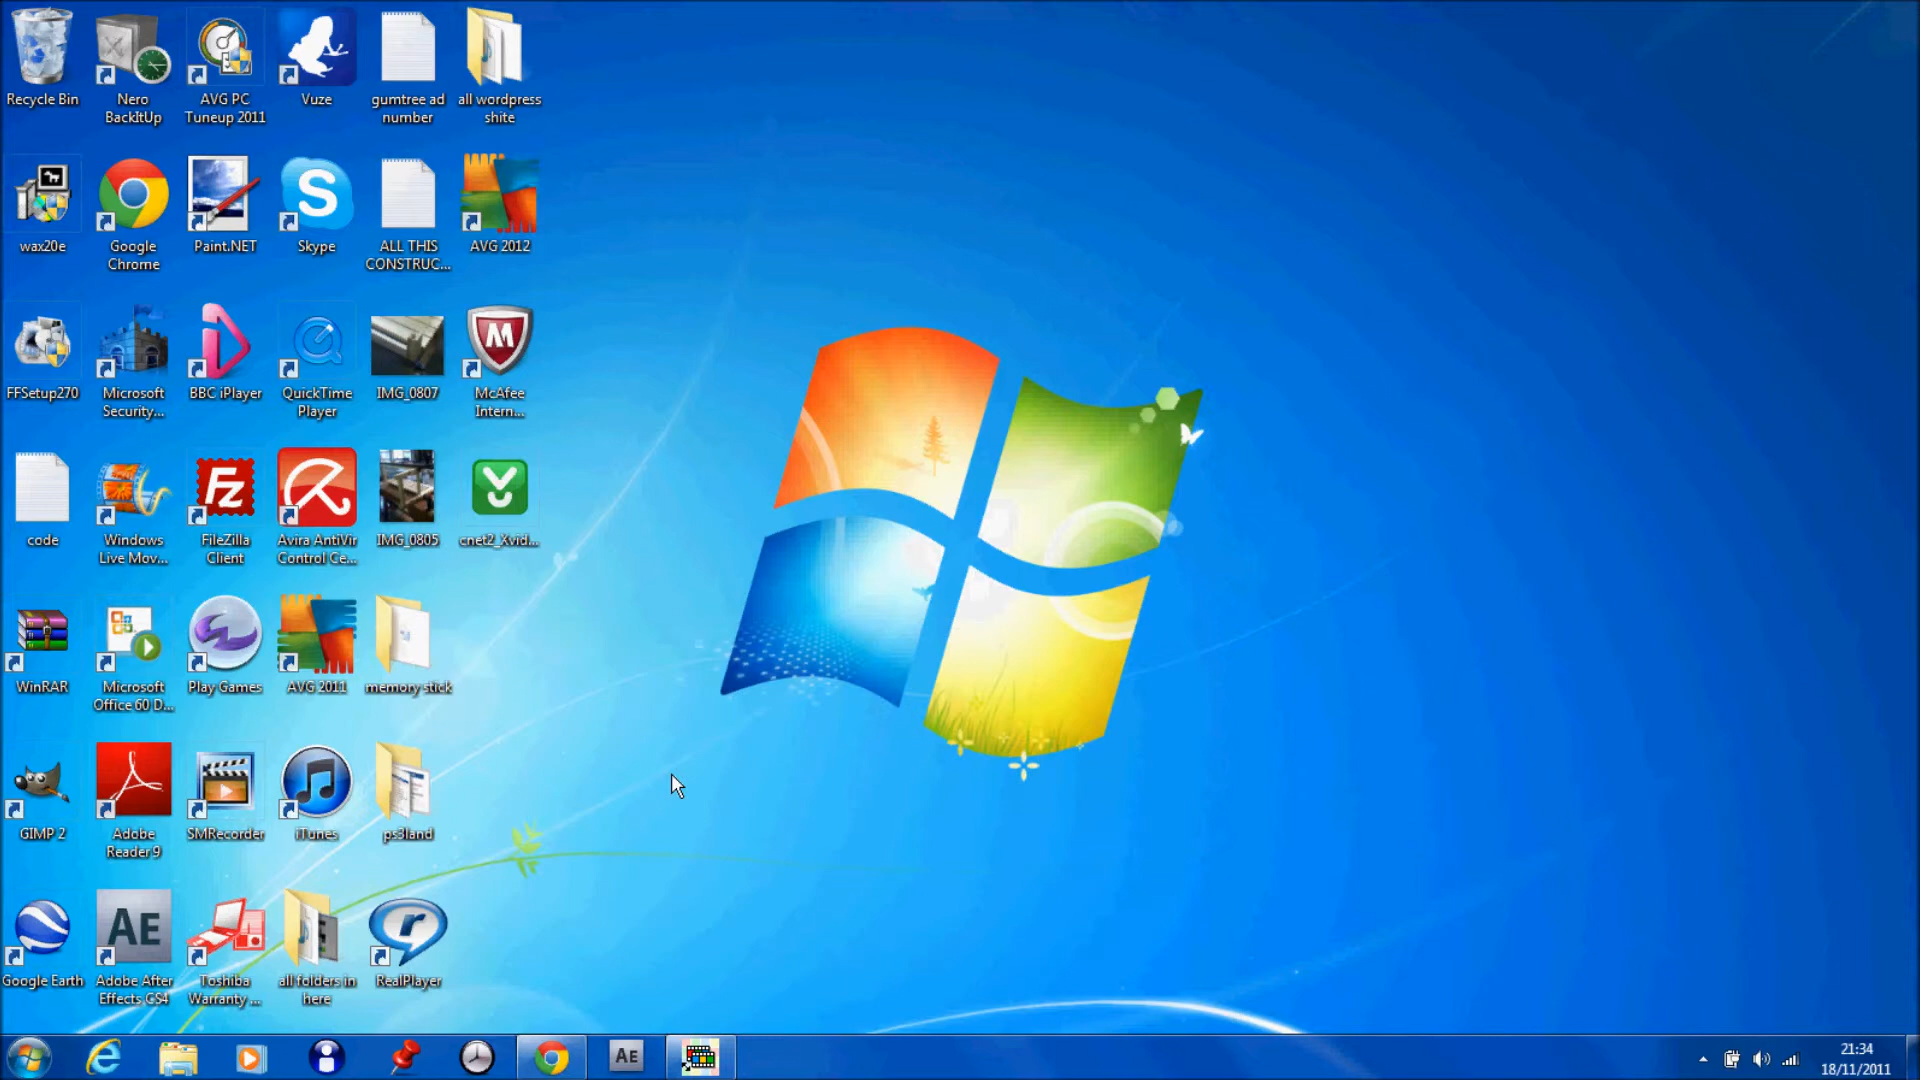 Recycle Bin
Nero
BackItUp
AVG PC
Tuneup 2011
Vuze
gumtree ad
number
all wordpress
shite
wax20e
Google
Chrome
Paint.NET
Skype
ALL THIS
CONSTRUC...
AVG 2012
FFSetup270
Microsoft
Security...
BBC iPlayer
QuickTime
Player
IMG_0807
McAfee
Intern...
code
Windows
Live Mov...
FileZilla
Client
Avira AntiVir
Control Ce...
IMG_0805
cnet2_Xvid...
WinRAR
Microsoft
Office 60 D...
Play Games
AVG 2011
memory stick
GIMP 2
Adobe
Reader 9
SMRecorder
iTunes
ps3land
Google Earth
Adobe After
Effects CS4
Toshiba
Warranty ...
all folders in
here
RealPlayer
S
M
Fz
AE
r
AE
21:34
18/11/2011